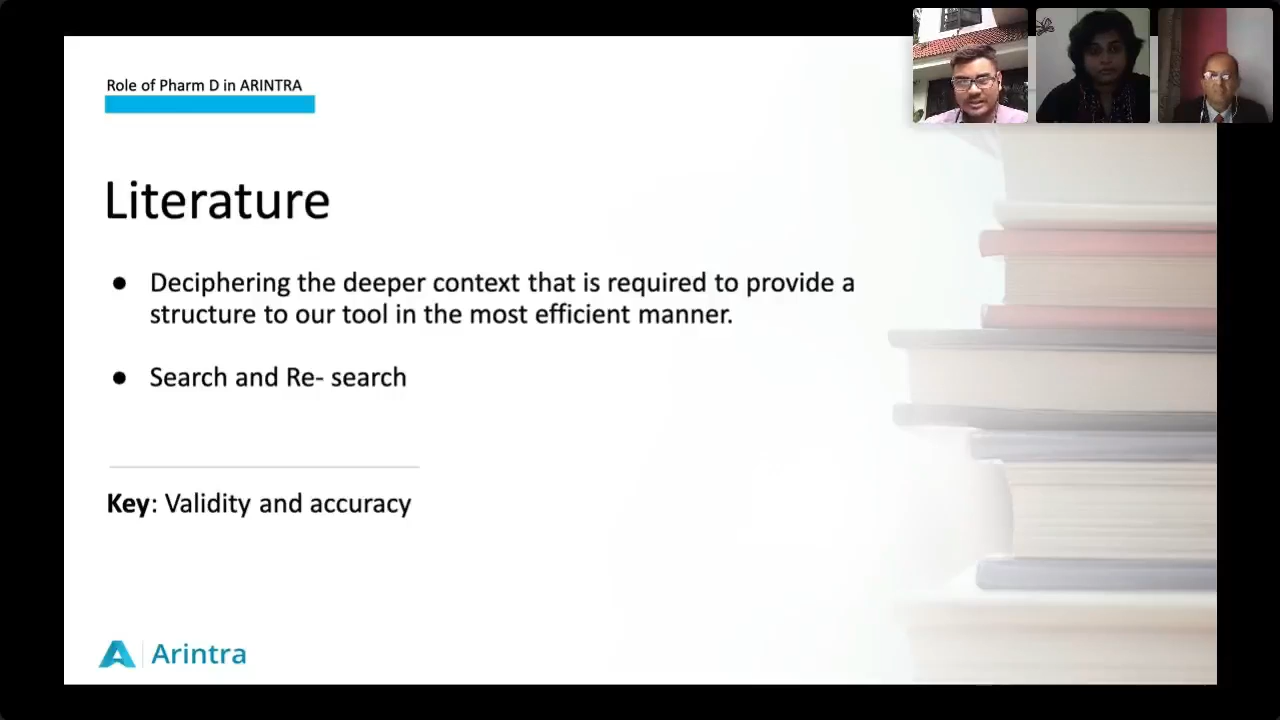 Role of Pharm D in ARINTRA
Literature
● Deciphering the deeper context that is required to provide a
structure to our tool in the most efficient manner.
● Search and Re- search
Key: Validity and accuracy
Arintra